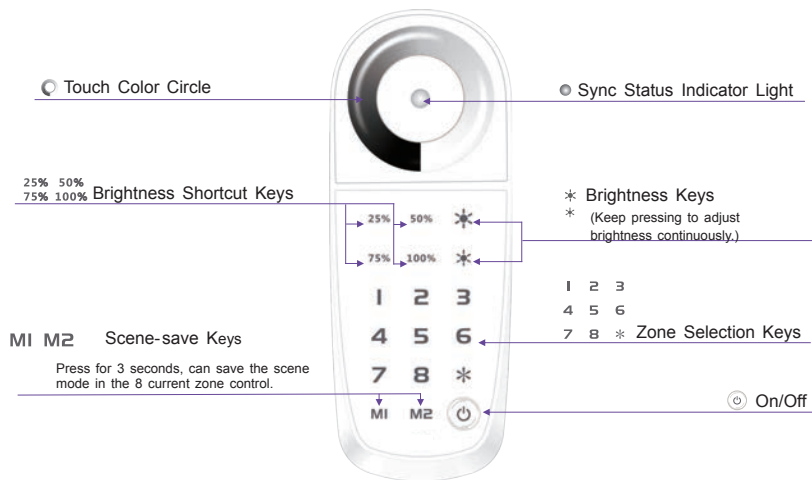 Touch Color Circle
Sync Status Indicator Light
25% 50%
75% 100% Brightness Shortcut Keys
Brightness Keys
(Keep pressing to adjust
brightness continuously.)
25% 50%
75% 100%
1 2 3
4 5 6
7 8 *
M1 M2
1 2 3
4 5 6
7 8 * Zone Selection Keys
M1 M2 Scene-save Keys
Press for 3 seconds, can save the scene
mode in the 8 current zone control.
On/Off